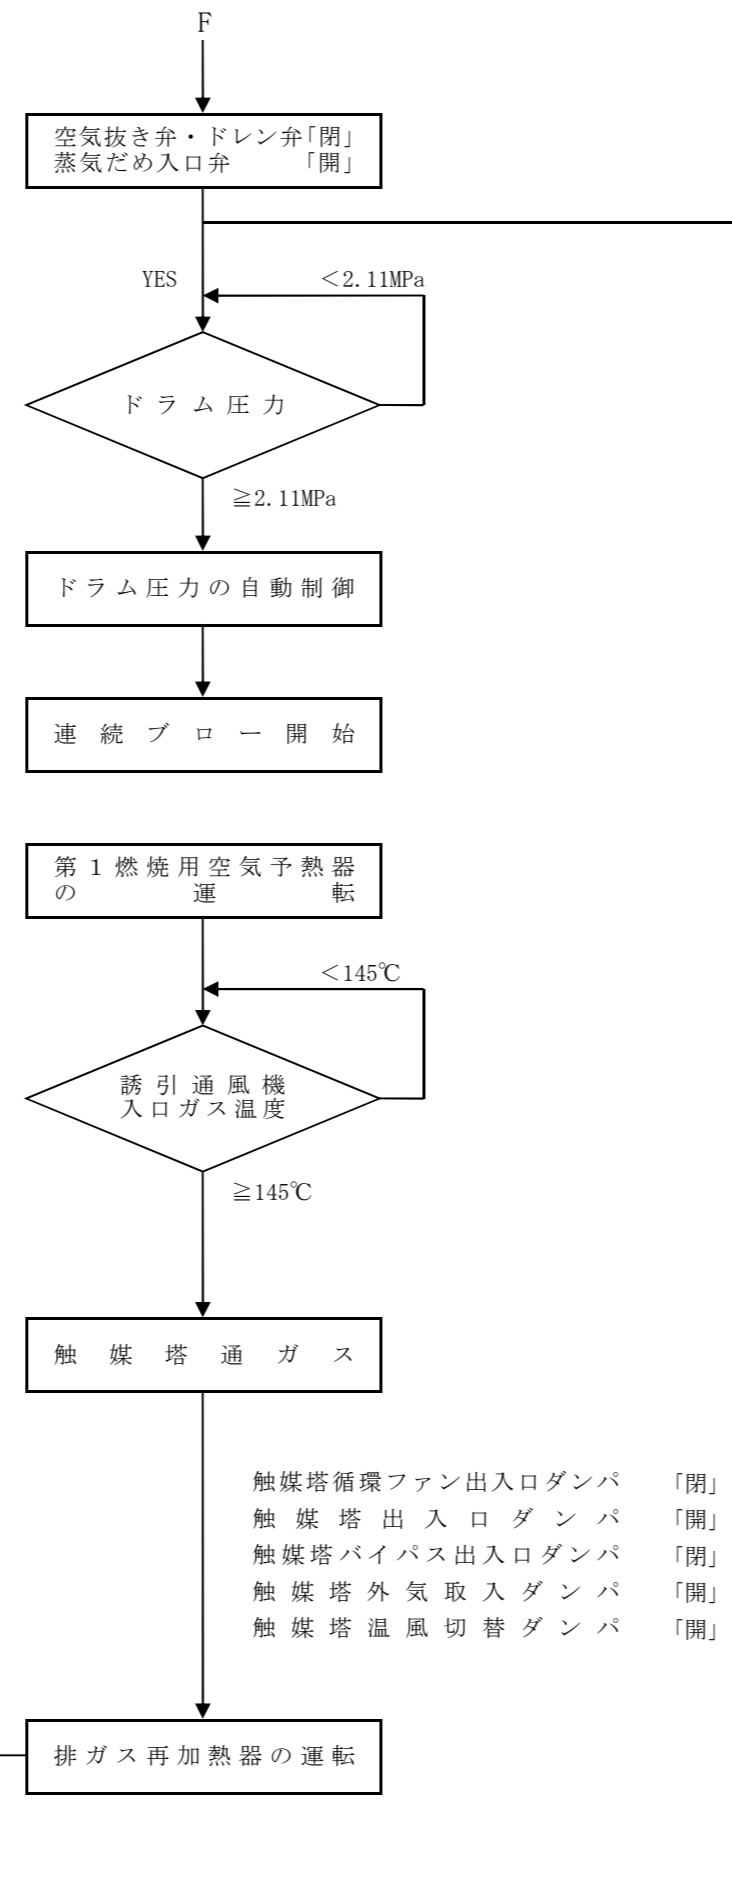 F
空気抜き弁・ドレン弁「閉」
蒸気だめ入口弁　「開」
YES
＜2.11MPa
ドラム圧力
≧2.11MPa
ドラム圧力の自動制御
連続ブロー開始
第1燃焼用空気予熱器
の運転
＜145℃
誘引通風機
入口ガス温度
≧145℃
触媒塔通ガス
触媒塔循環ファン出入口ダンパ　「閉」
触媒塔出入口ダンパ　「開」
触媒塔バイパス出入口ダンパ　「閉」
触媒塔外気取入ダンパ　「開」
触媒塔温風切替ダンパ　「開」
排ガス再加熱器の運転